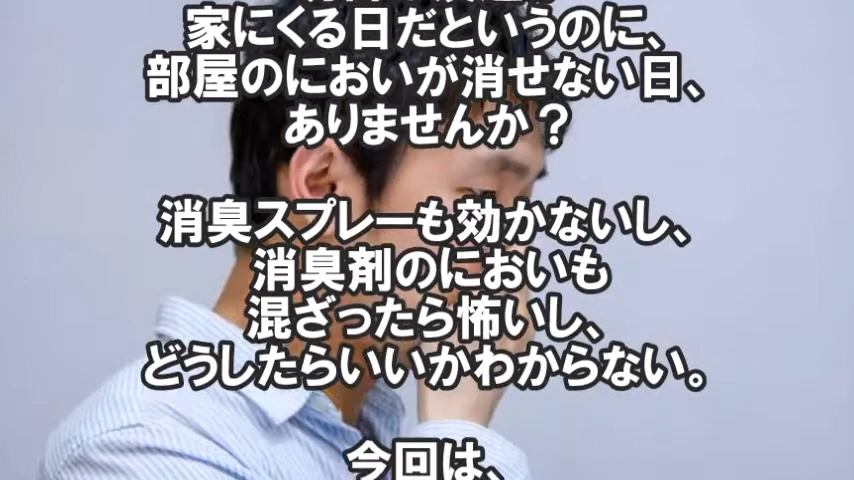 家にくる日だというのに、
部屋のにおいが消せない日、
ありませんか？
消臭スプレーも効かないし、
消臭剤のにおいも
混ざったら怖いし、
どうしたらいいかわからない。
今回は、